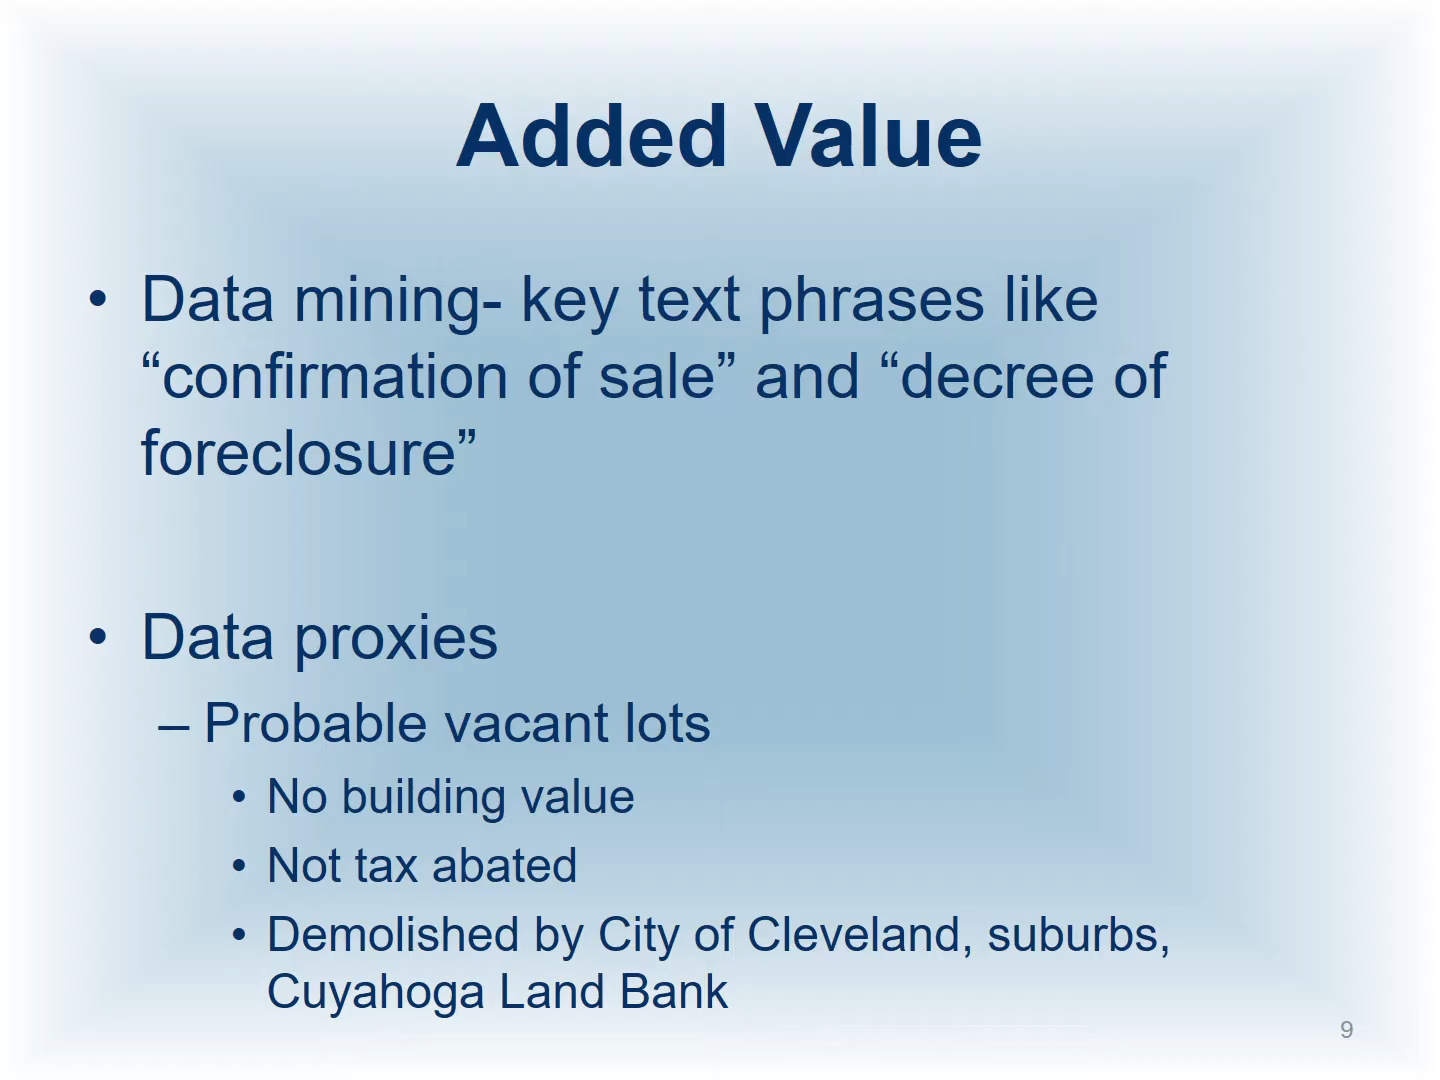 Added Value
• Data mining- key text phrases like
“confirmation of sale” and “decree of
foreclosure”
• Data proxies
– Probable vacant lots
• No building value
• Not tax abated
• Demolished by City of Cleveland, suburbs,
Cuyahoga Land Bank
9